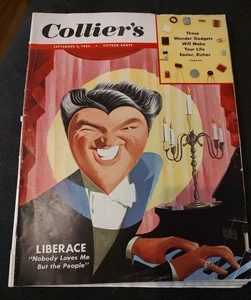 Collier's
SEPTEMBER 3, 1954 • FIFTEEN CENTS
These
Wonder Gadgets
Will Make
Your Life
Easier, Richer
LIBERACE
"Nobody Loves Me
But the People"